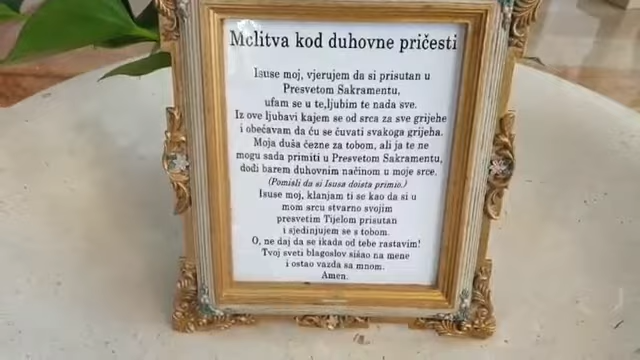 Molitva kod duhovne pričesti
Isuse moj, vjerujem da si prisutan u
Presvetom Sakramentu,
ufam se u te,ljubim te nada sve.
Iz ove ljubavi kajem se od srca za sve grijehe
i obećavam da ću se čuvati svakoga grijeha.
Moja duša čezne za tobom, ali ja te ne
mogu sada primiti u Presvetom Sakramentu,
dođi barem duhovnim načinom u moje srce.
(Pomisli da si Isusa doista primio.)
Isuse moj, klanjam ti se kao da si u
mom srcu stvarno svojim
presvetim Tijelom prisutan
i sjedinjujem se s tobom.
O, ne daj da se ikada od tebe rastavim!
Tvoj sveti blagoslov sišao na mene
i ostao vazda sa mnom.
Amen.